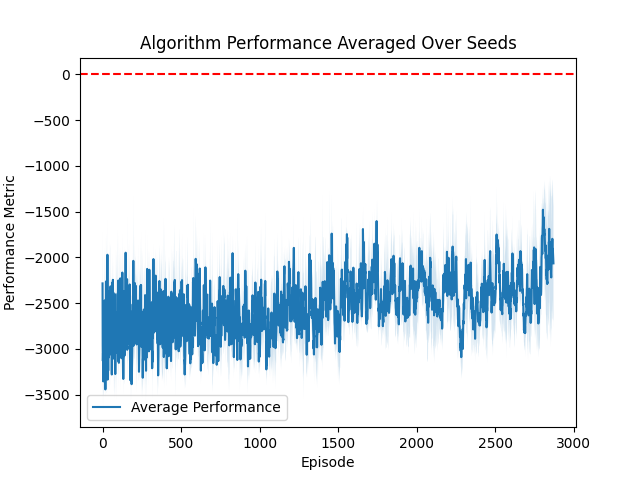 Algorithm Performance Averaged Over Seeds
0
−500
−1000
−1500
−2000
−2500
−3000
−3500
Performance Metric
Average Performance
0 500 1000 1500 2000 2500 3000
Episode